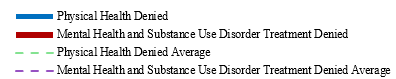 Physical Health Denied
Mental Health and Substance Use Disorder Treatment Denied
Physical Health Denied Average
Mental Health and Substance Use Disorder Treatment Denied Average